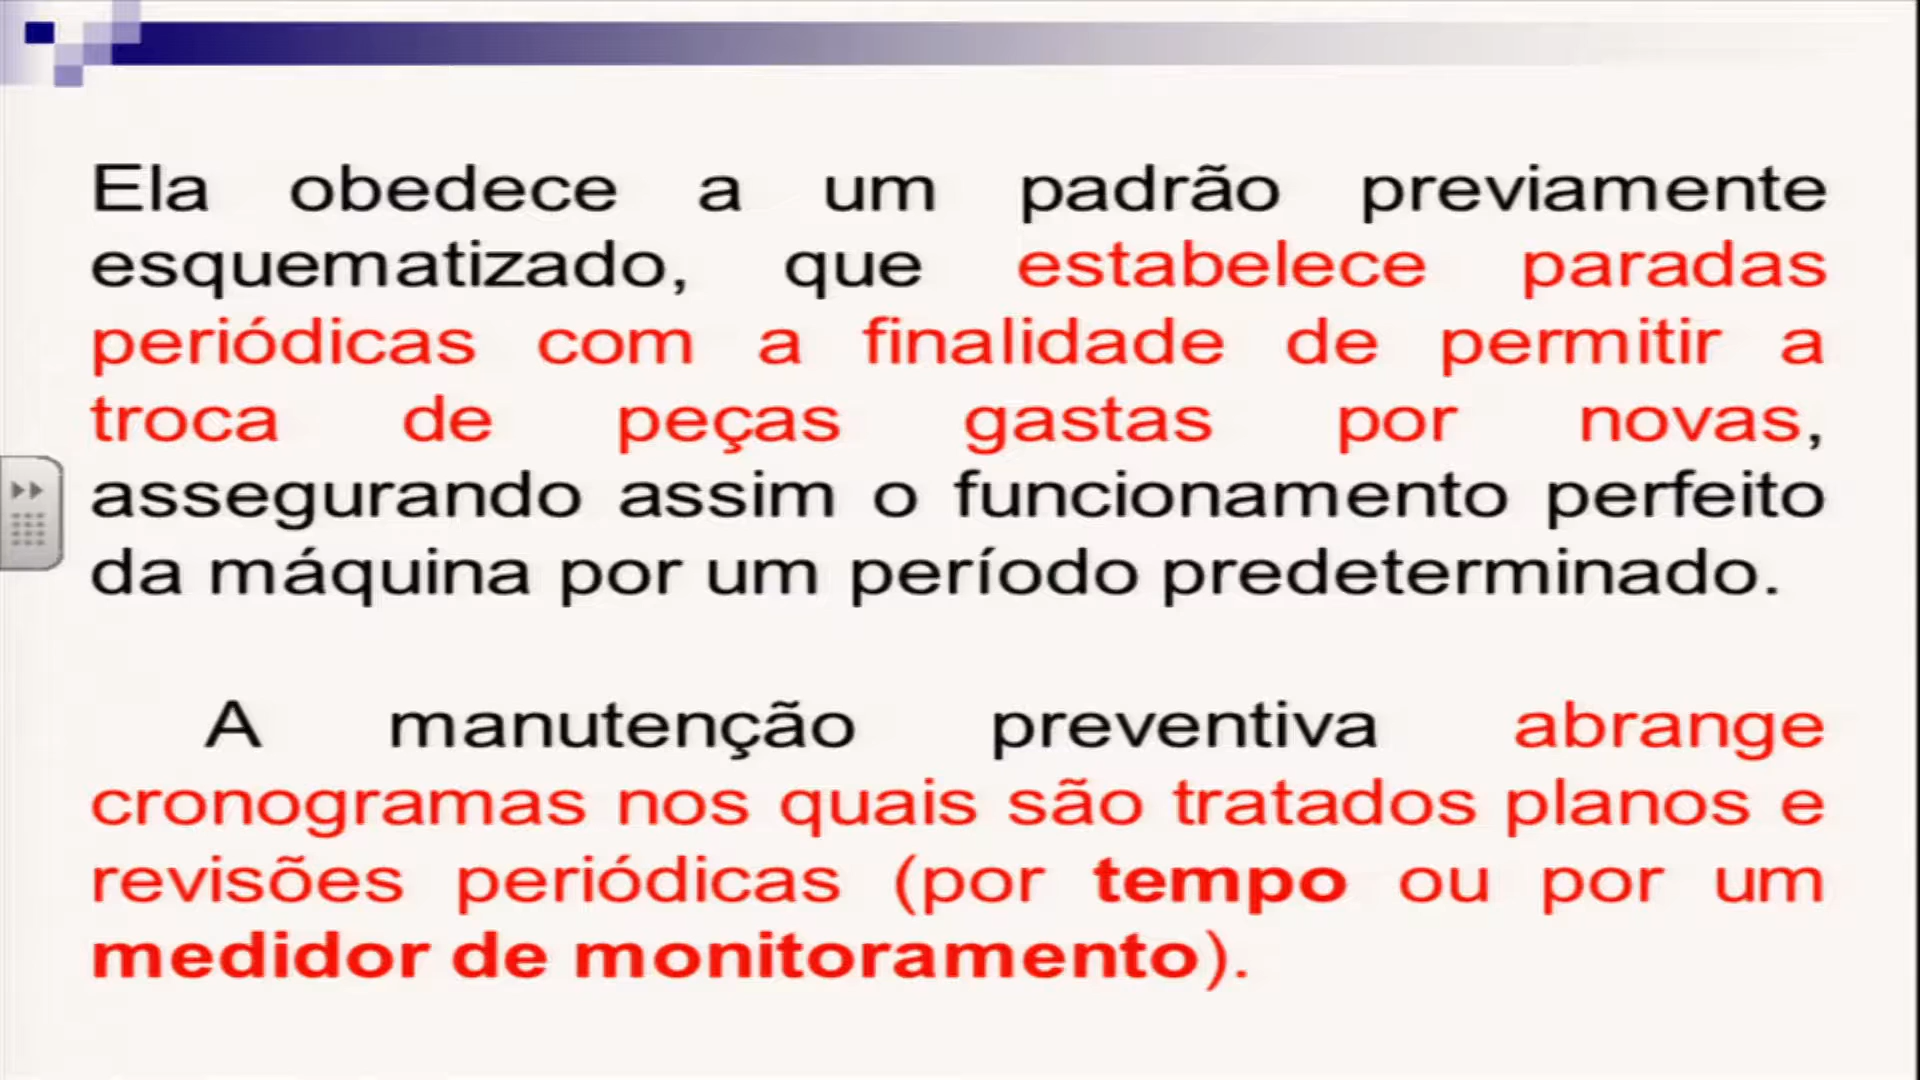 Ela obedece a um padrão previamente
esquematizado, que estabelece paradas
periódicas com a finalidade de permitir a
troca de peças gastas por novas,
assegurando assim o funcionamento perfeito
da máquina por um período predeterminado.
A manutenção preventiva abrange
cronogramas nos quais são tratados planos e
revisões periódicas (por tempo ou por um
medidor de monitoramento).